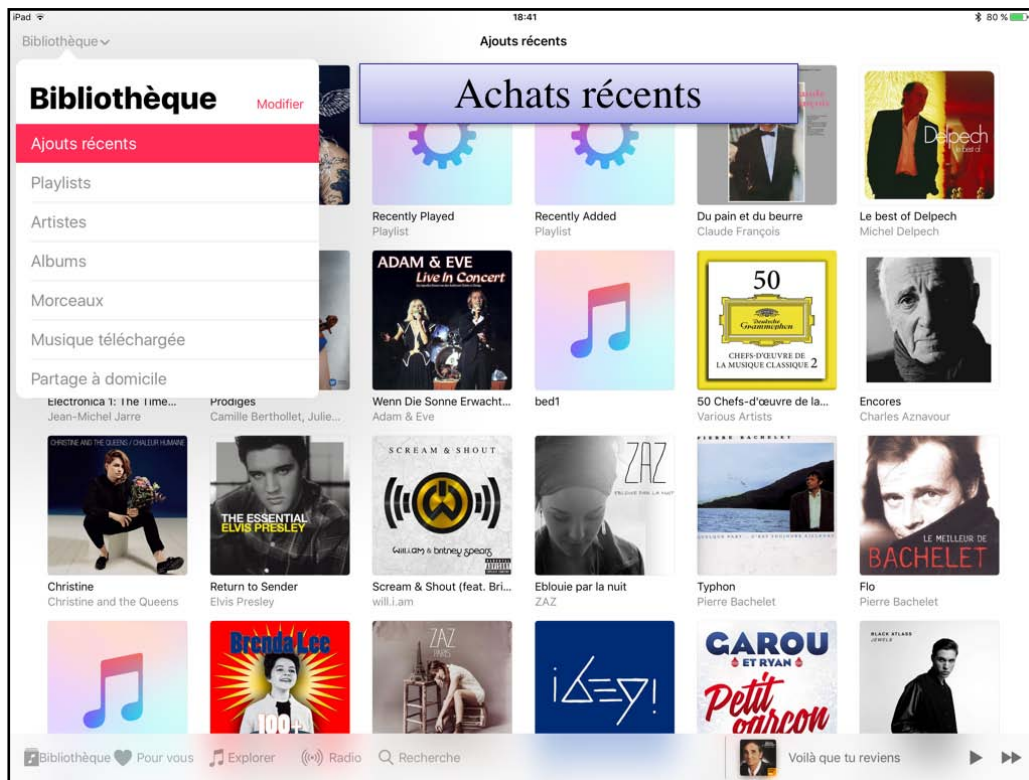 iPad
18:41
80 %
Bibliothèque
Ajouts récents
Bibliothèque
Modifier
Ajouts récents
Playlists
Artistes
Albums
Morceaux
Musique téléchargée
Partage à domicile
Achats récents
Delpech
le best of
Recently Played
Playlist
Recently Added
Playlist
Du pain et du beurre
Claude François
Le best of Delpech
Michel Delpech
ADAM & EVE
Live In Concert
50
Deutsche
Grammophon
CHEFS-D'ŒUVRE DE
LA MUSIQUE CLASSIQUE 2
Electronica 1: The Time...
Jean-Michel Jarre
Prodiges
Camille Berthollet, Julie...
Wenn Die Sonne Erwacht...
Adam & Eve
bed1
50 Chefs-d'œuvre de la...
Various Artists
Encores
Charles Aznavour
CHRISTINE AND THE QUEENS / CHALEUR HUMAINE
THE ESSENTIAL
ELVIS PRESLEY
SCREAM & SHOUT
will.i.am & britney spears
ZAZ
EBLOUIE PAR LA NUIT
PIERRE BACHELET
LE MEILLEUR DE
BACHELET
Christine
Christine and the Queens
Return to Sender
Elvis Presley
Scream & Shout (feat. Bri...
will.i.am
Eblouie par la nuit
ZAZ
Typhon
Pierre Bachelet
Flo
Pierre Bachelet
Brenda Lee
100+
ZAZ
PARIS
GAROU
ET RYAN
Petit
garçon
BLACK ATLASS
JEWELS
Bibliothèque
Pour vous
Explorer
Radio
Recherche
Voilà que tu reviens